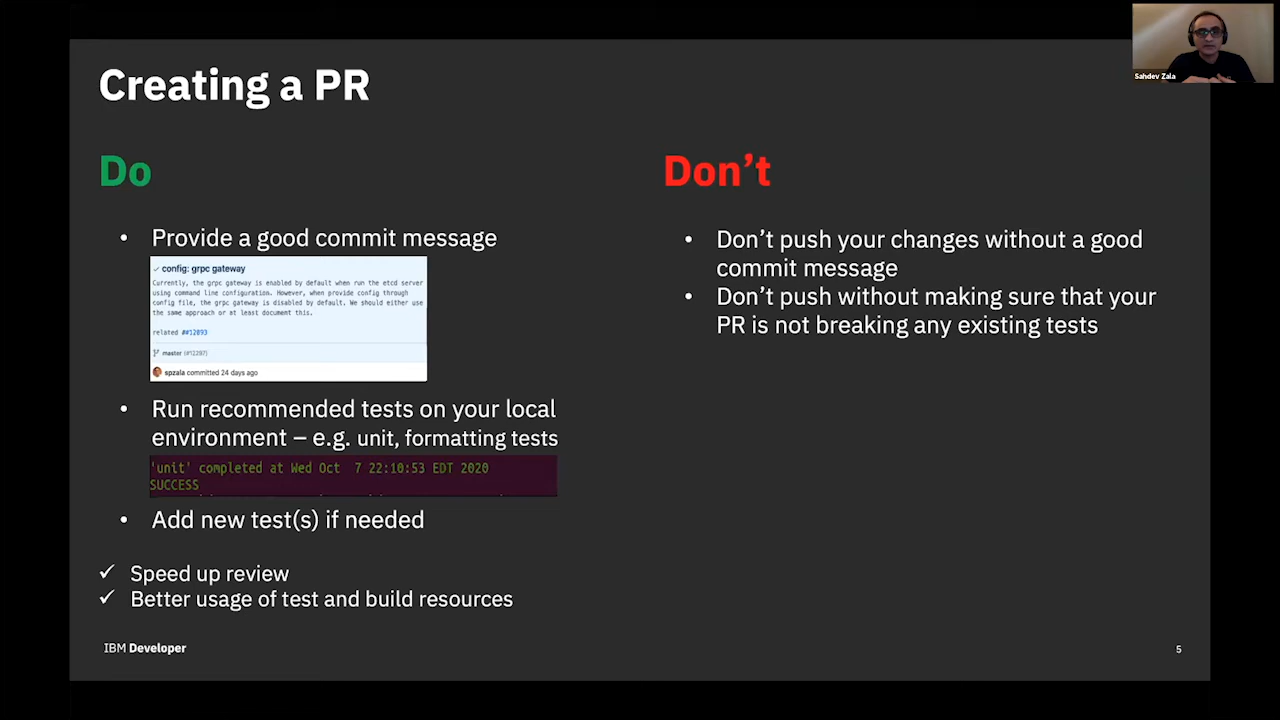 Sahdev Zala
Creating a PR
Do
• Provide a good commit message
✓ config: grpc gateway
Currently, the grpc gateway is enabled by default when run the etcd server
using command line configuration. However, when provide config through
config file, the grpc gateway is disabled by default. We should either use
the same approach or at least document this.
related ##12093
master (#12297)
spzala committed 24 days ago
• Run recommended tests on your local
environment – e.g. unit, formatting tests
'unit' completed at Wed Oct 7 22:10:53 EDT 2020
SUCCESS
• Add new test(s) if needed
✓ Speed up review
✓ Better usage of test and build resources
Don’t
• Don’t push your changes without a good
commit message
• Don’t push without making sure that your
PR is not breaking any existing tests
IBM Developer
5